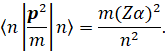 ⟨n|𝒑²/m|n⟩ = m(Zα)²/n².